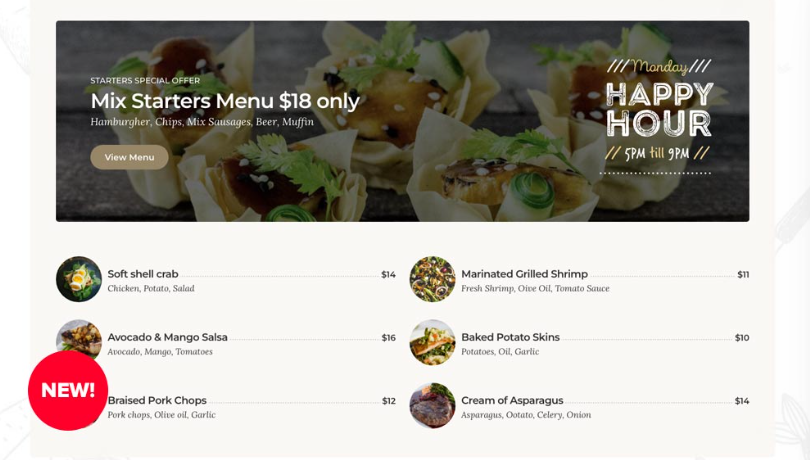 STARTERS SPECIAL OFFER
Mix Starters Menu $18 only
Hamburgher, Chips, Mix Sausages, Beer, Muffin
View Menu
///Monday///
HAPPY
HOUR
// 5PM till 9PM //
Soft shell crab $14
Chicken, Potato, Salad
Marinated Grilled Shrimp $11
Fresh Shrimp, Oive Oil, Tomato Sauce
Avocado & Mango Salsa $16
Avocado, Mango, Tomatoes
Baked Potato Skins $10
Potatoes, Oil, Garlic
NEW!
Braised Pork Chops $12
Pork chops, Olive oil, Garlic
Cream of Asparagus $14
Asparagus, Ootato, Celery, Onion